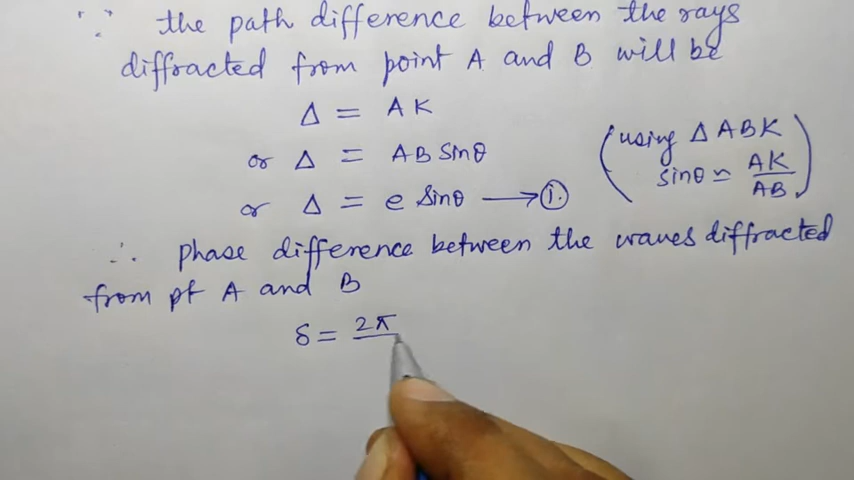 ∵ the path difference between the rays
diffracted from point A and B will be
Δ = AK
or Δ = AB Sinθ
or Δ = e Sinθ ⟶ ①.
(using Δ ABK
sinθ = AK/AB)
∴ phase difference between the waves diffracted
from pt A and B
δ = 2π